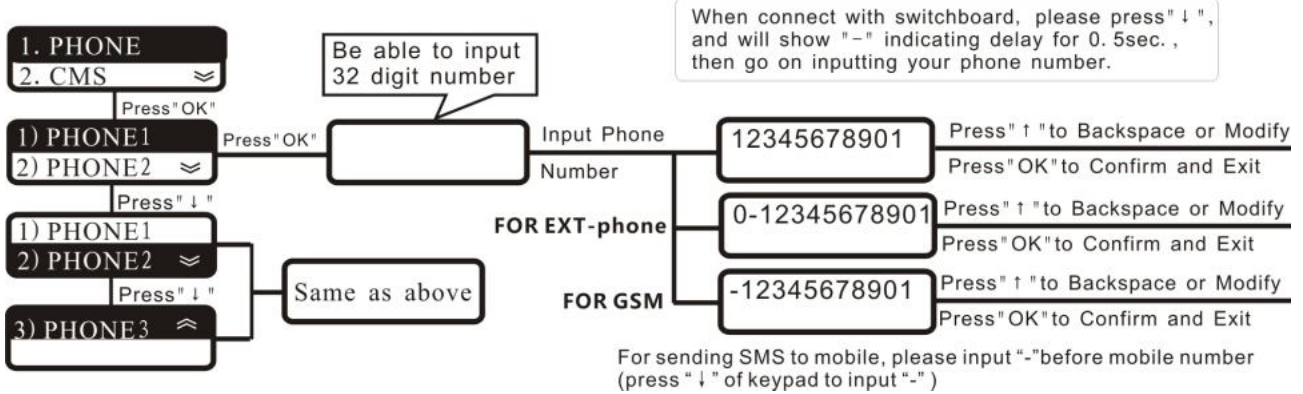 When connect with switchboard, please press"↓",
and will show "-" indicating delay for 0.5sec.,
then go on inputting your phone number.
1. PHONE
2. CMS
Press"OK"
1) PHONE1
2) PHONE2
Press"OK"
Be able to input
32 digit number
Input Phone
Number
12345678901
Press"↑"to Backspace or Modify
Press"OK"to Confirm and Exit
Press"↓"
1) PHONE1
2) PHONE2
FOR EXT-phone
0-12345678901
Press"↑"to Backspace or Modify
Press"OK"to Confirm and Exit
Press"↓"
3) PHONE3
Same as above
FOR GSM
-12345678901
Press"↑"to Backspace or Modify
Press"OK"to Confirm and Exit
For sending SMS to mobile, please input “-”before mobile number
(press “↓” of keypad to input “-” )